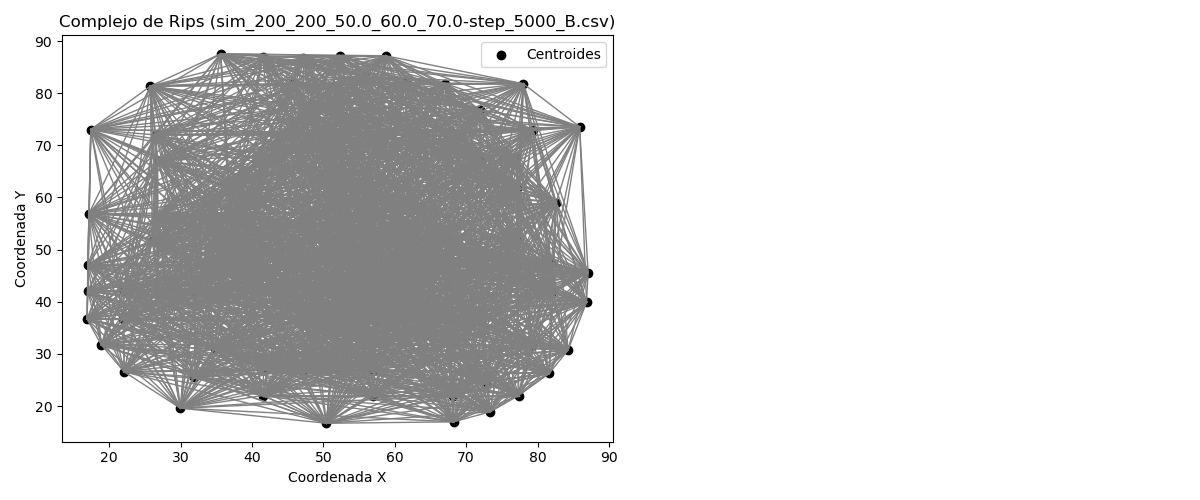 Complejo de Rips (sim_200_200_50.0_60.0_70.0-step_5000_B.csv)
Centroides
90
80
70
60
50
40
30
20
Coordenada Y
20 30 40 50 60 70 80 90
Coordenada X